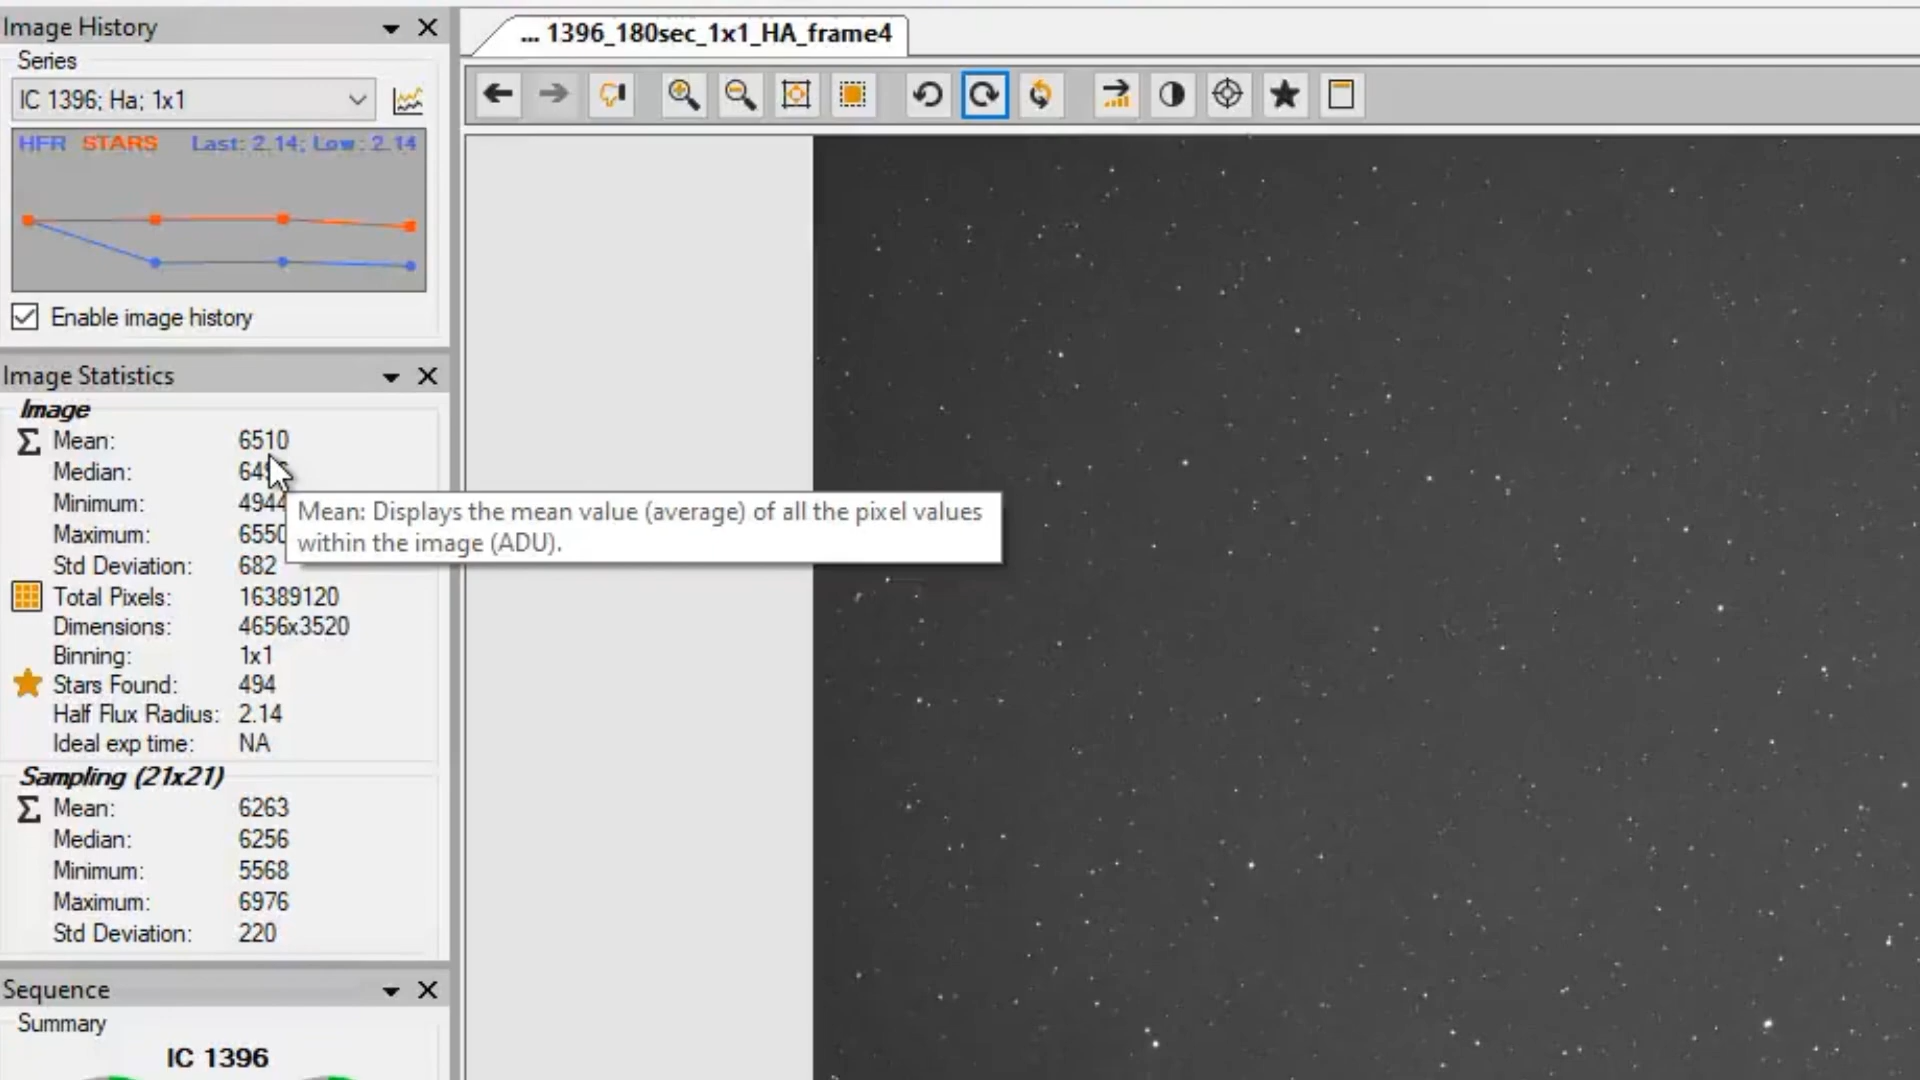 Image History
Series
IC 1396; Ha; 1x1
HFR STARS Last: 2.14; Low: 2.14
Enable image history
Image Statistics
Image
Σ Mean: 6510
Median:
Minimum: 4944
Maximum:
Std Deviation: 682
Total Pixels: 16389120
Dimensions: 4656x3520
Binning: 1x1
Stars Found: 494
Half Flux Radius: 2.14
Ideal exp time: NA
Sampling (21x21)
Σ Mean: 6263
Median: 6256
Minimum: 5568
Maximum: 6976
Std Deviation: 220
Sequence
Summary
IC 1396
... 1396_180sec_1x1_HA_frame4
Mean: Displays the mean value (average) of all the pixel values
within the image (ADU).